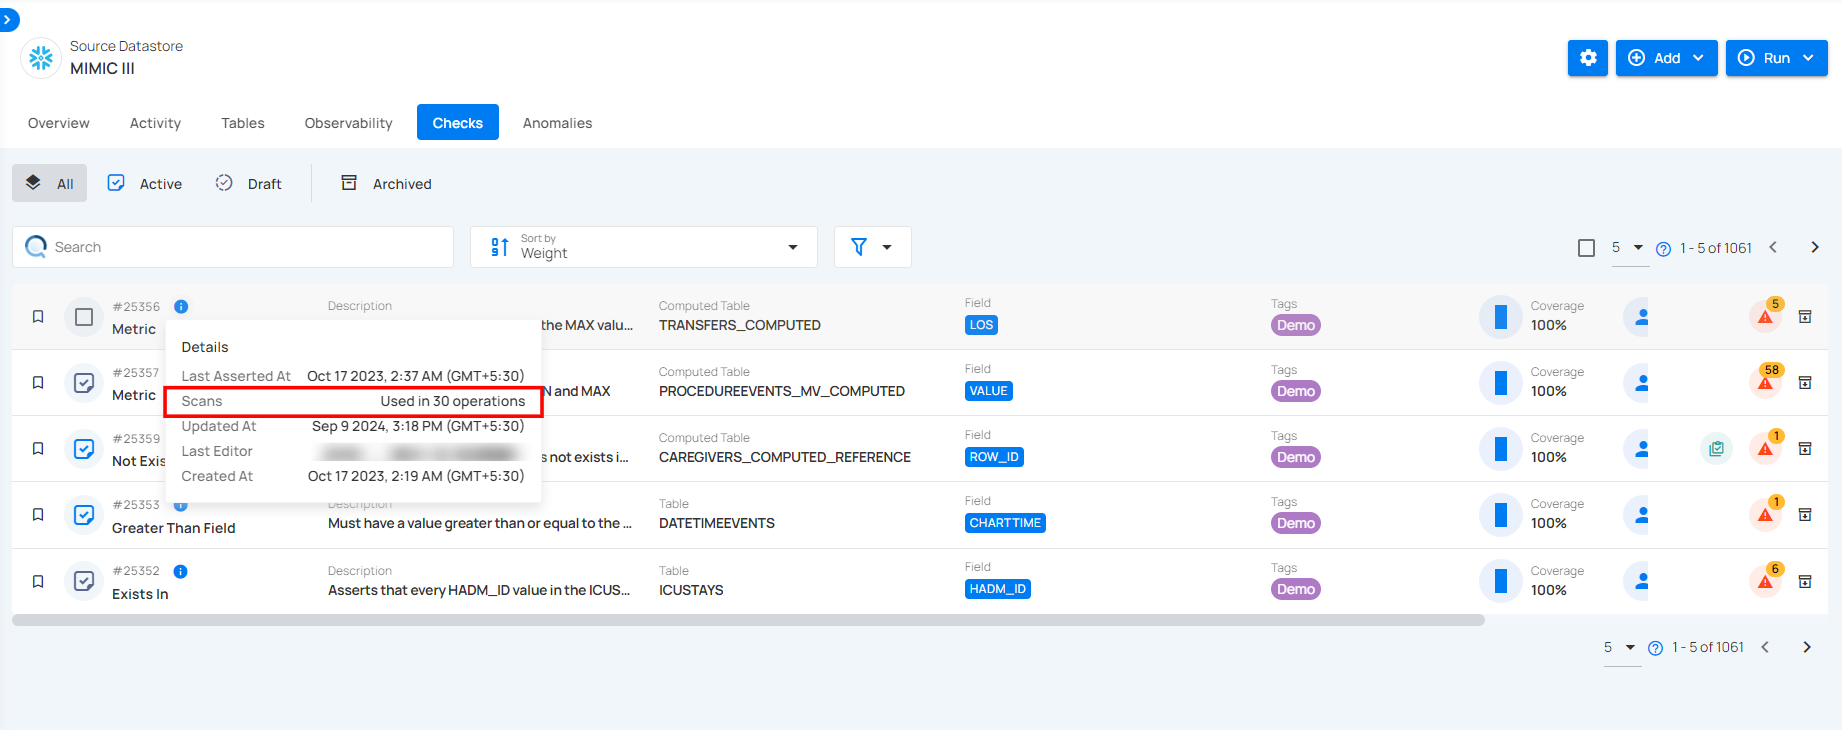 Source Datastore
MIMIC III
Add
Run
Overview
Activity
Tables
Observability
Checks
Anomalies
All
Active
Draft
Archived
Search
Sort by
Weight
5
1 - 5 of 1061
#25356
Metric
Description
the MAX valu...
Computed Table
TRANSFERS_COMPUTED
Field
LOS
Tags
Demo
Coverage
100%
5
Details
Last Asserted At Oct 17 2023, 2:37 AM (GMT+5:30)
Scans Used in 30 operations
Updated At Sep 9 2024, 3:18 PM (GMT+5:30)
Last Editor
Created At Oct 17 2023, 2:19 AM (GMT+5:30)
#25357
Metric
and MAX
Computed Table
PROCEDUREEVENTS_MV_COMPUTED
Field
VALUE
Tags
Demo
Coverage
100%
58
#25359
Not Exis
s not exists i...
Computed Table
CAREGIVERS_COMPUTED_REFERENCE
Field
ROW_ID
Tags
Demo
Coverage
100%
1
#25353
Greater Than Field
Description
Must have a value greater than or equal to the ...
Table
DATETIMEEVENTS
Field
CHARTTIME
Tags
Demo
Coverage
100%
1
#25352
Exists In
Description
Asserts that every HADM_ID value in the ICUS...
Table
ICUSTAYS
Field
HADM_ID
Tags
Demo
Coverage
100%
6
5
1 - 5 of 1061